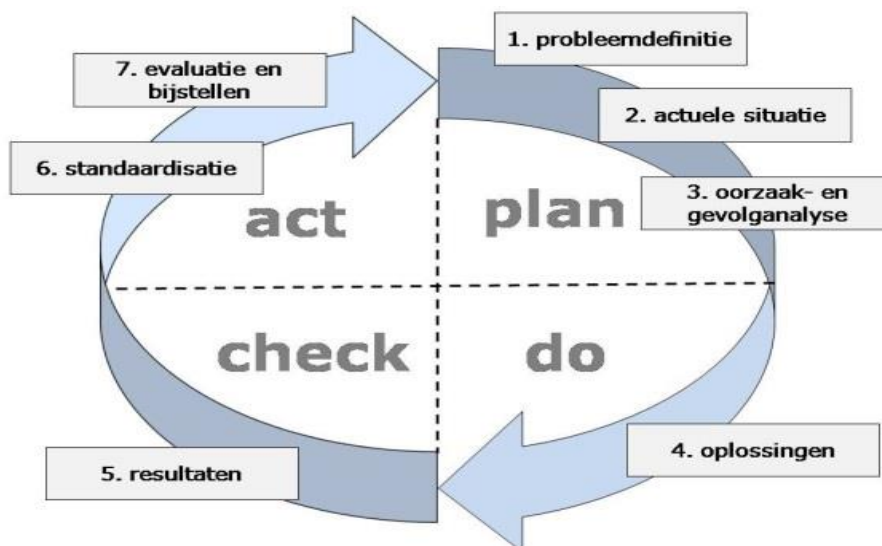 1. probleemdefinitie
2. actuele situatie
3. oorzaak- en
gevolganalyse
4. oplossingen
5. resultaten
6. standaardisatie
7. evaluatie en
bijstellen
act
plan
check
do